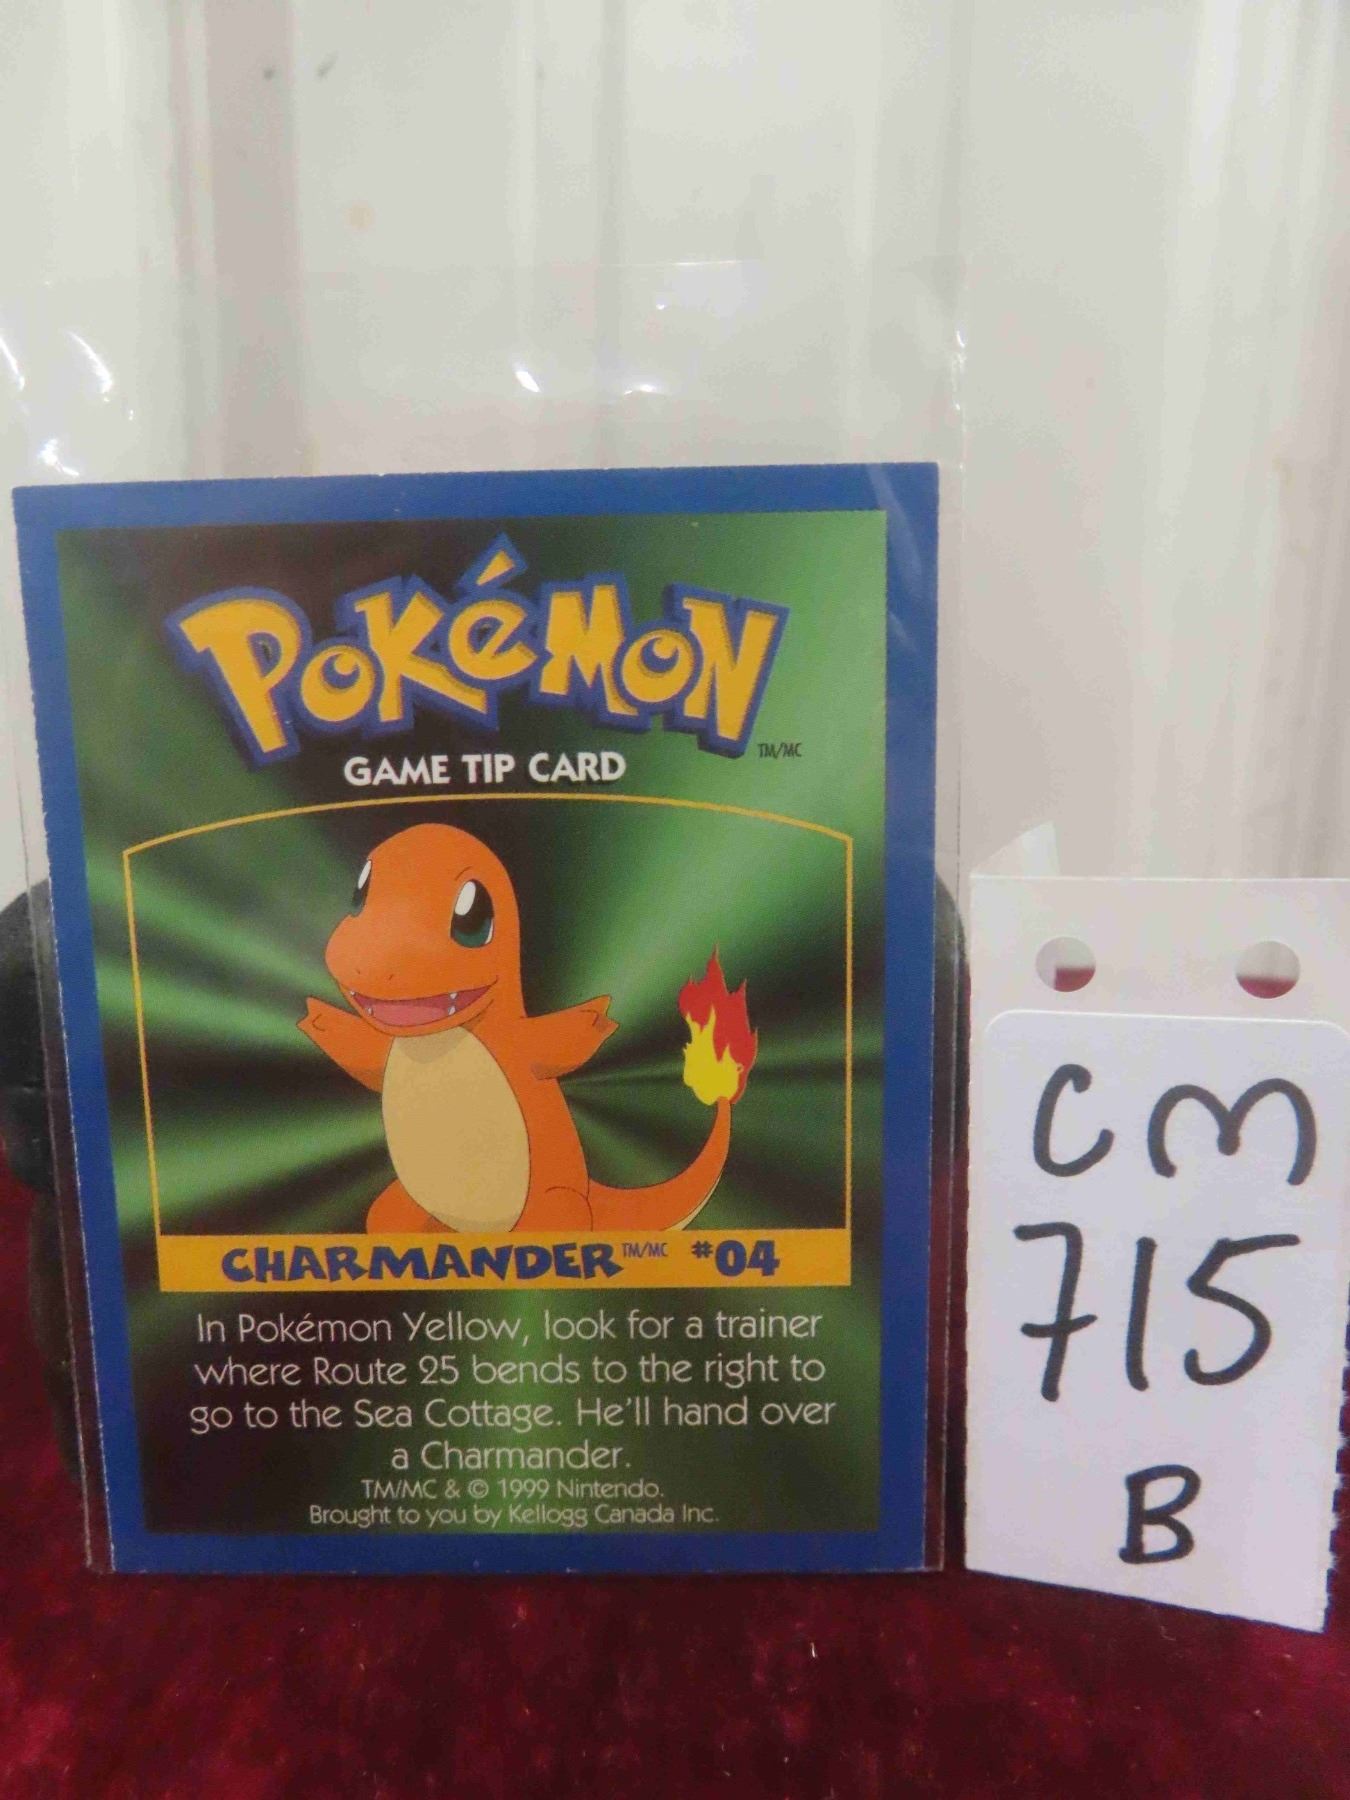 POKéMON
TM/MC
GAME TIP CARD
CHARMANDER TM/MC #04
In Pokémon Yellow, look for a trainer
where Route 25 bends to the right to
go to the Sea Cottage. He'll hand over
a Charmander.
TM/MC & © 1999 Nintendo.
Brought to you by Kellogg Canada Inc.
CM
715
B